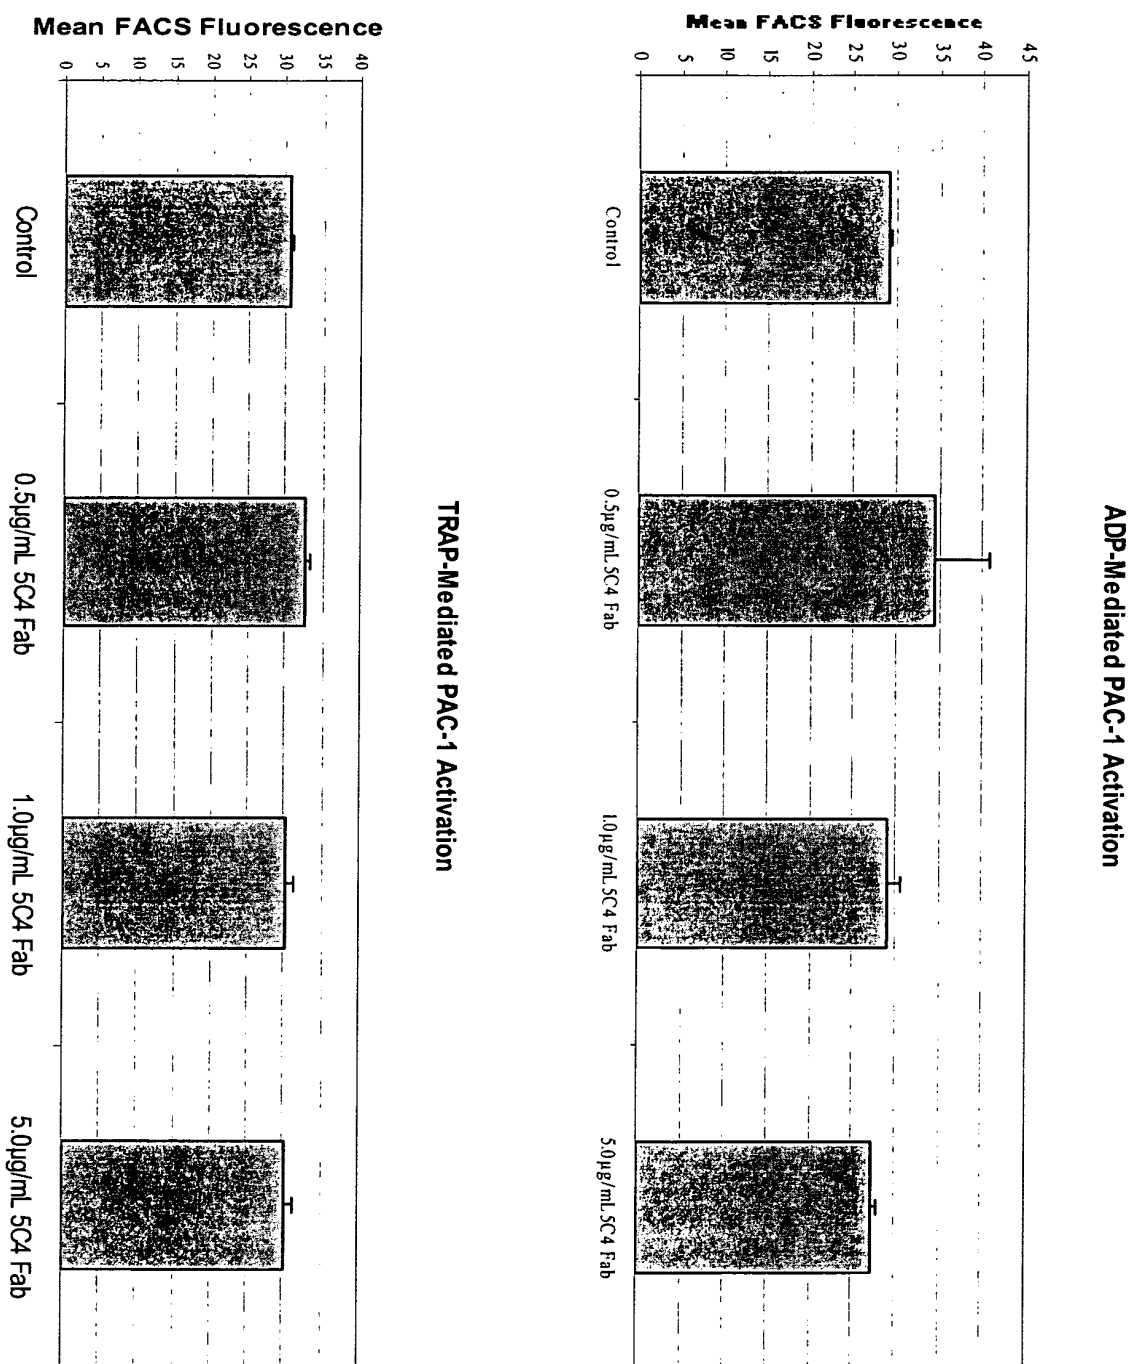 ADP-Mediated PAC-1 Activation
Mean FACS Fluorescence
45
40
35
30
25
20
15
10
5
0
Control
0.5µg/mL 5C4 Fab
1.0µg/mL 5C4 Fab
5.0µg/mL 5C4 Fab
TRAP-Mediated PAC-1 Activation
Mean FACS Fluorescence
40
35
30
25
20
15
10
5
0
Control
0.5µg/mL 5C4 Fab
1.0µg/mL 5C4 Fab
5.0µg/mL 5C4 Fab